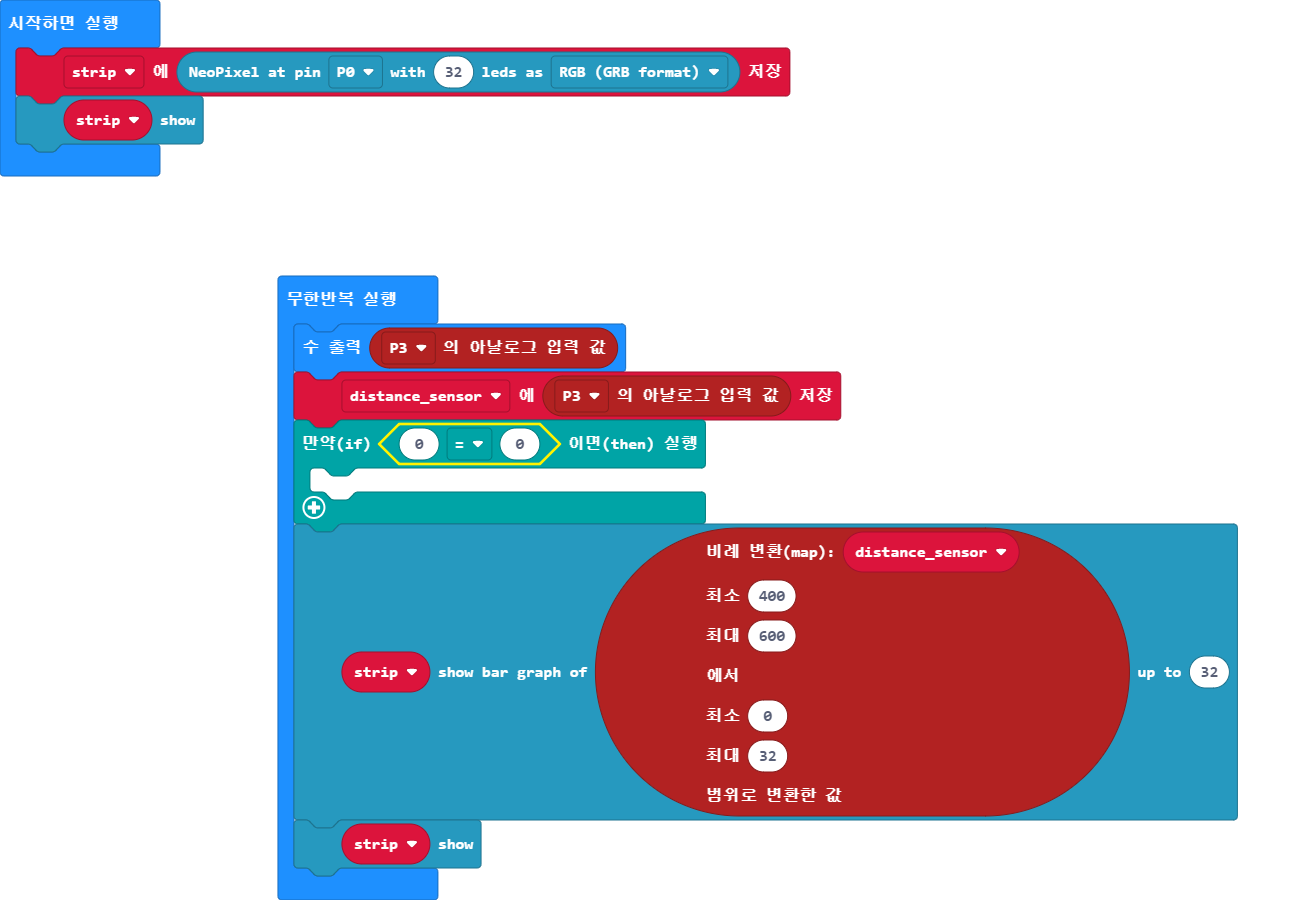 시작하면 실행
strip 에 NeoPixel at pin P0 with 32 leds as RGB (GRB format) 저장
strip show
무한반복 실행
수 출력 P3 의 아날로그 입력 값
distance_sensor 에 P3 의 아날로그 입력 값 저장
만약(if) 0 = 0 이면(then) 실행
비례 변환(map): distance_sensor
최소 400
최대 600
strip show bar graph of 에서 up to 32
최소 0
최대 32
범위로 변환한 값
strip show